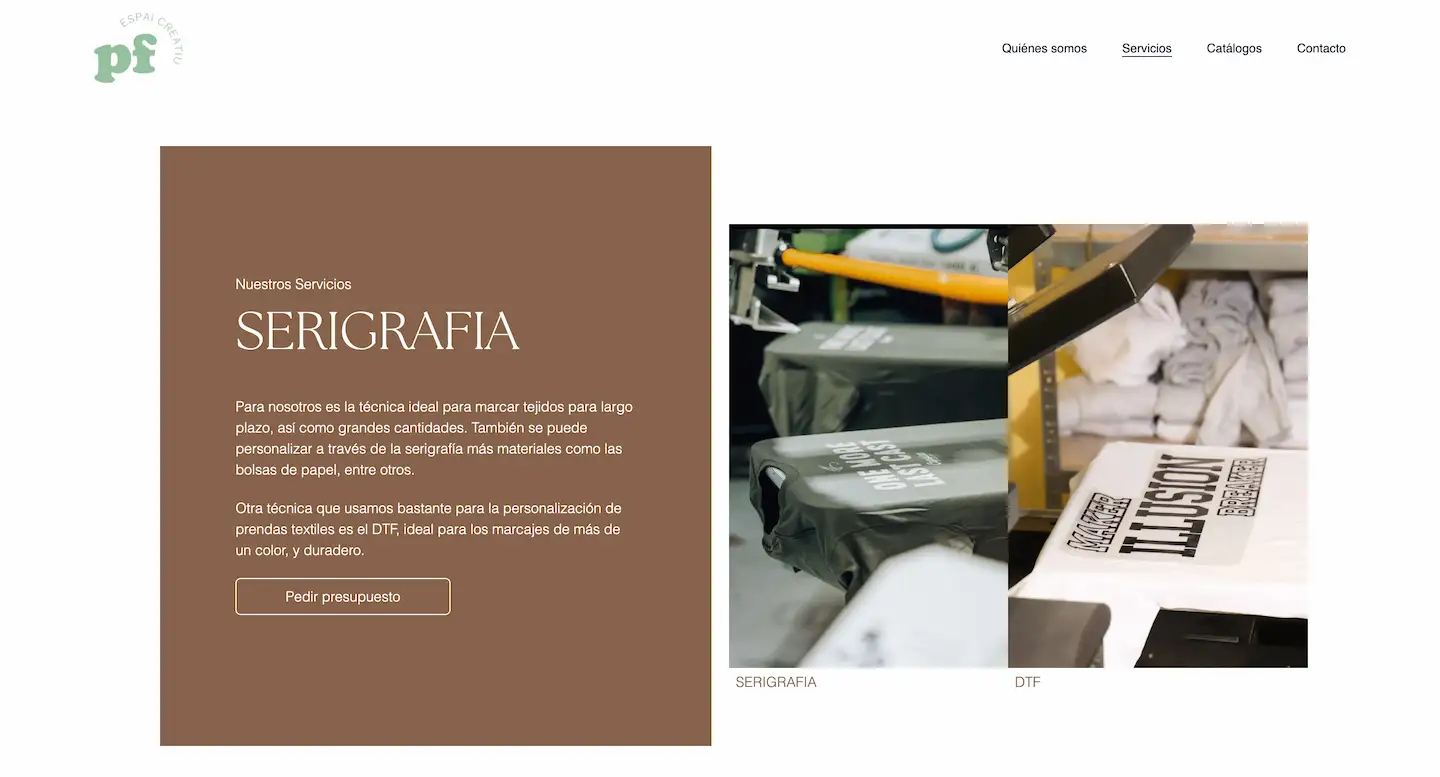 ESPAI CREATIU
pf
Quiénes somos
Servicios
Catálogos
Contacto
Nuestros Servicios
SERIGRAFIA
Para nosotros es la técnica ideal para marcar tejidos para largo
plazo, así como grandes cantidades. También se puede
personalizar a través de la serigrafía más materiales como las
bolsas de papel, entre otros.
Otra técnica que usamos bastante para la personalización de
prendas textiles es el DTF, ideal para los marcajes de más de
un color, y duradero.
Pedir presupuesto
ONE MORE
LAST CAST
MAKER
ILLUSION
BREAKER
SERIGRAFIA
DTF